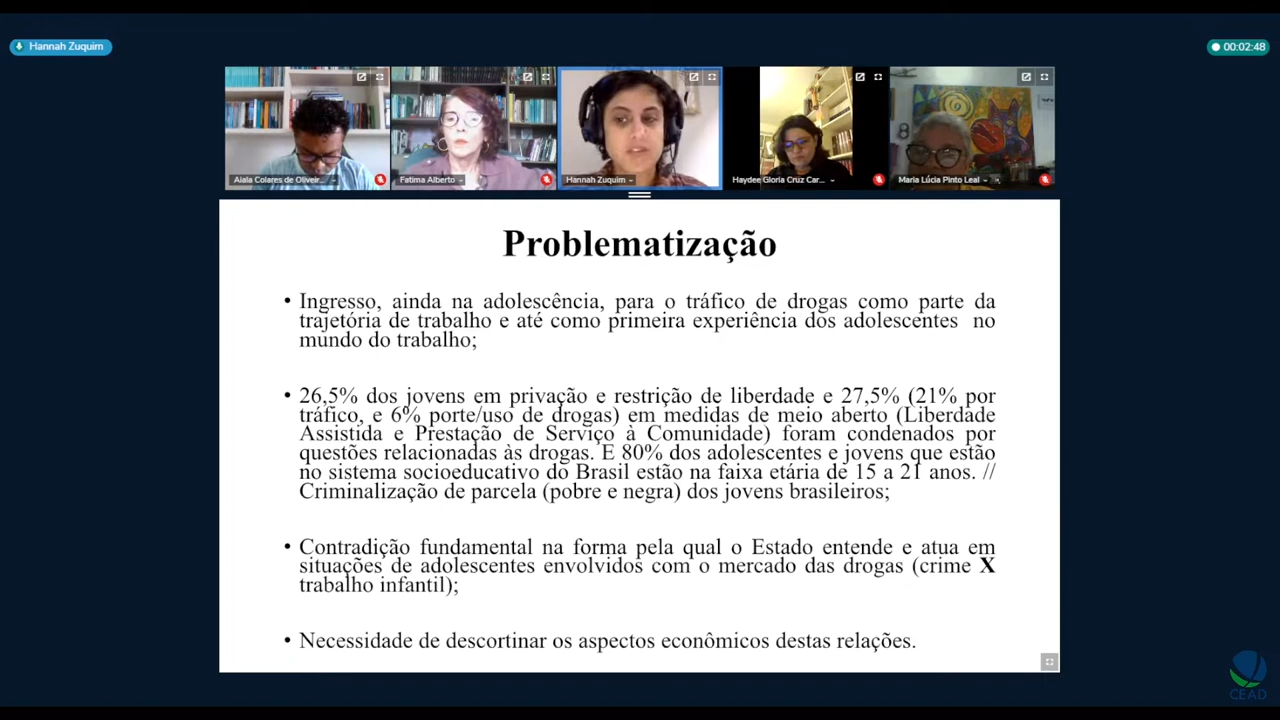 Hannah Zuquim
00:02:48
Aiala Colares de Oliveir...
Fatima Alberto
Hannah Zuquim
Haydee Gloria Cruz Car...
Maria Lúcia Pinto Leal
Problematização
• Ingresso, ainda na adolescência, para o tráfico de drogas como parte da
trajetória de trabalho e até como primeira experiência dos adolescentes no
mundo do trabalho;
• 26,5% dos jovens em privação e restrição de liberdade e 27,5% (21% por
tráfico, e 6% porte/uso de drogas) em medidas de meio aberto (Liberdade
Assistida e Prestação de Serviço à Comunidade) foram condenados por
questões relacionadas às drogas. E 80% dos adolescentes e jovens que estão
no sistema socioeducativo do Brasil estão na faixa etária de 15 a 21 anos. //
Criminalização de parcela (pobre e negra) dos jovens brasileiros;
• Contradição fundamental na forma pela qual o Estado entende e atua em
situações de adolescentes envolvidos com o mercado das drogas (crime X
trabalho infantil);
• Necessidade de descortinar os aspectos econômicos destas relações.
CEAD